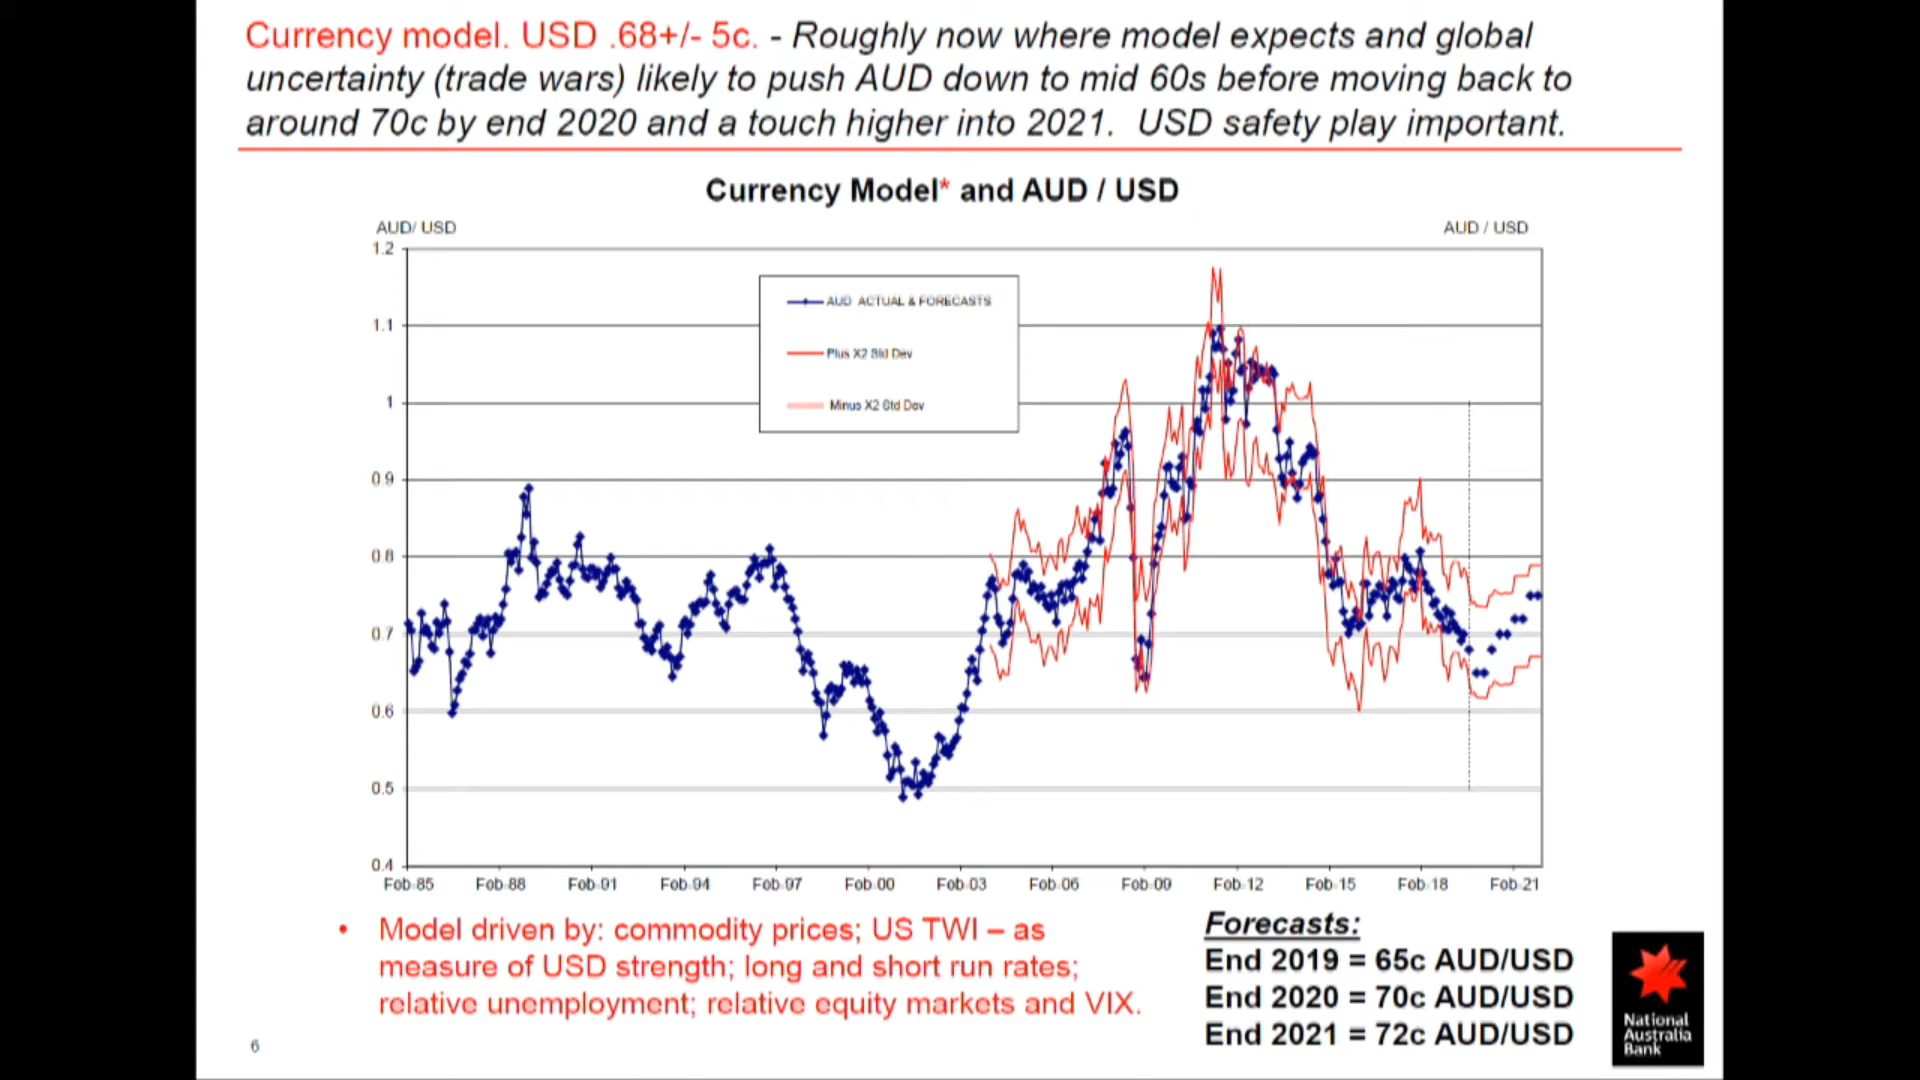 Currency model. USD .68+/- 5c. - Roughly now where model expects and global
uncertainty (trade wars) likely to push AUD down to mid 60s before moving back to
around 70c by end 2020 and a touch higher into 2021. USD safety play important.
Currency Model* and AUD / USD
AUD/ USD
AUD / USD
1.2
1.1
1
0.9
0.8
0.7
0.6
0.5
0.4
AUD ACTUAL & FORECASTS
Plus X2 Std Dev
Minus X2 Std Dev
Feb-85 Feb-88 Feb-91 Feb-94 Feb-97 Feb-00 Feb-03 Feb-06 Feb-09 Feb-12 Feb-15 Feb-18 Feb-21
• Model driven by: commodity prices; US TWI – as
measure of USD strength; long and short run rates;
relative unemployment; relative equity markets and VIX.
Forecasts:
End 2019 = 65c AUD/USD
End 2020 = 70c AUD/USD
End 2021 = 72c AUD/USD
National
Australia
Bank
6